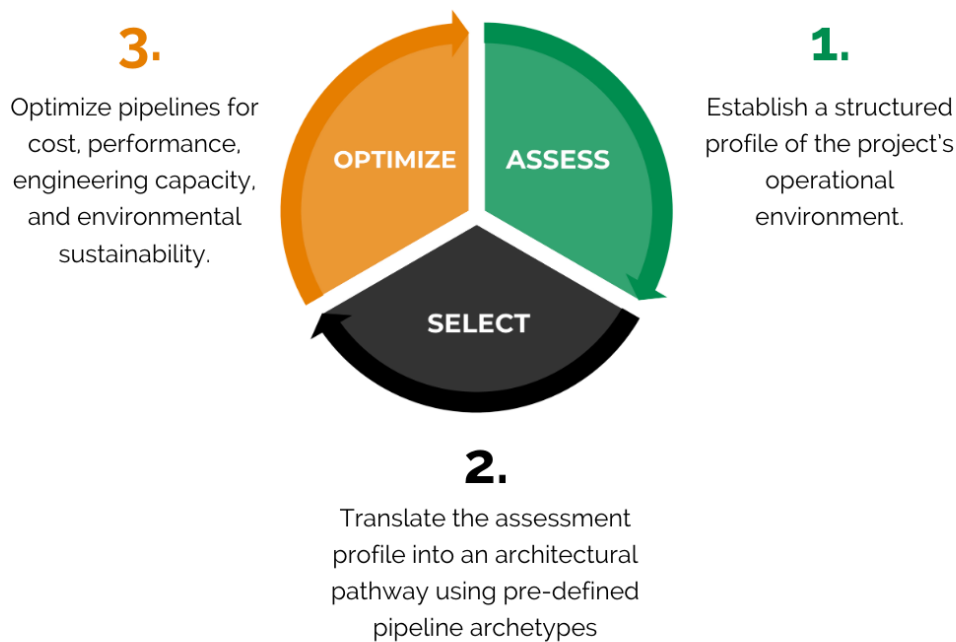 1.
Establish a structured
profile of the project's
operational
environment.
ASSESS
2.
Translate the assessment
profile into an architectural
pathway using pre-defined
pipeline archetypes
SELECT
3.
Optimize pipelines for
cost, performance,
engineering capacity,
and environmental
sustainability.
OPTIMIZE